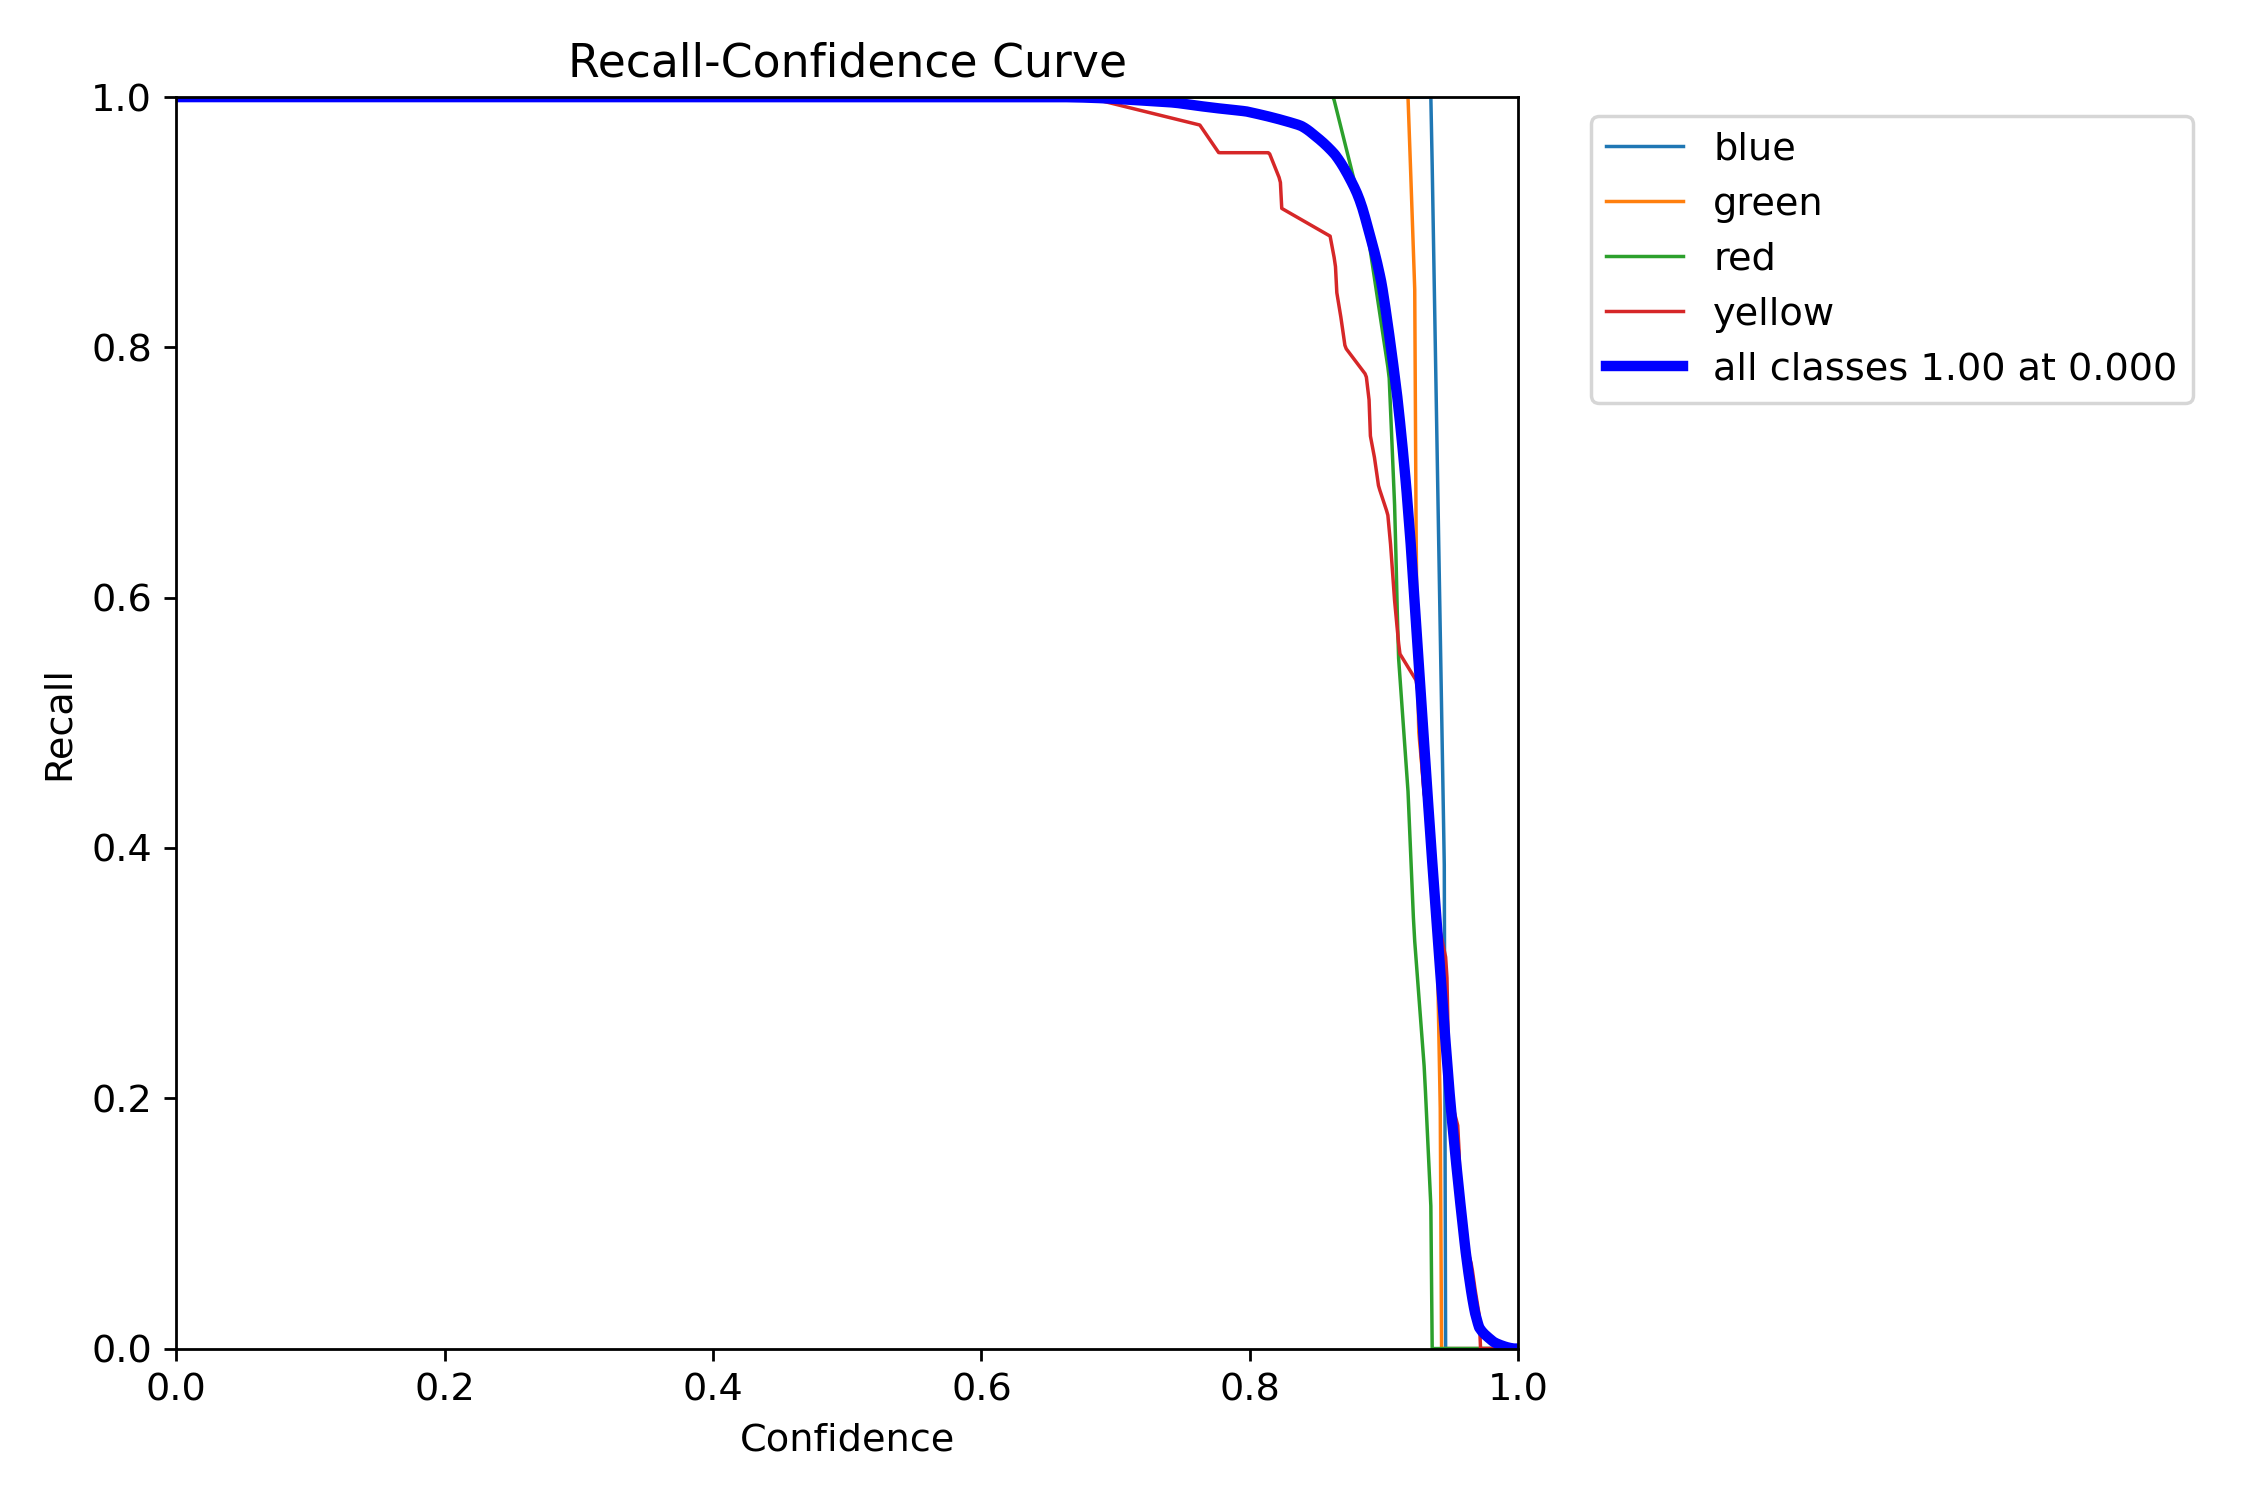 Recall-Confidence Curve
1.0
0.8
0.6
0.4
0.2
0.0
Recall
0.0 0.2 0.4 0.6 0.8 1.0
Confidence
blue
green
red
yellow
all classes 1.00 at 0.000